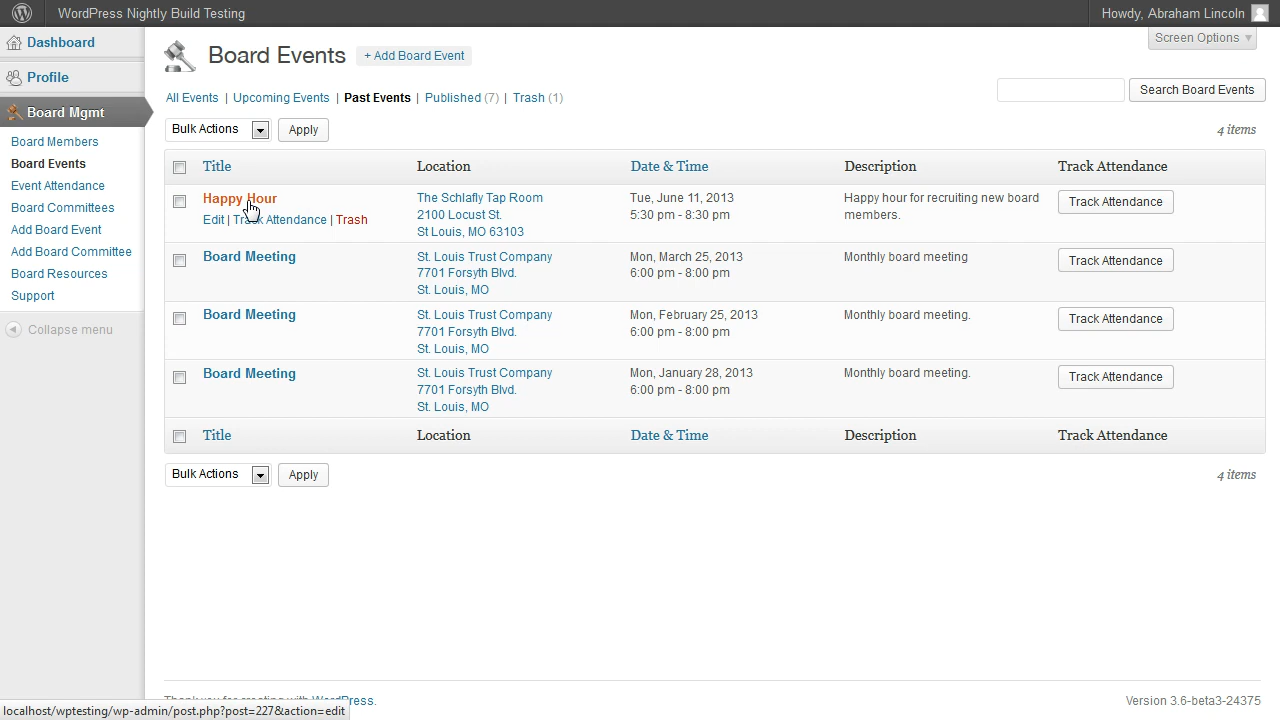 WordPress Nightly Build Testing
Howdy, Abraham Lincoln
Dashboard
Profile
Board Mgmt
Board Members
Board Events
Event Attendance
Board Committees
Add Board Event
Add Board Committee
Board Resources
Support
Collapse menu
Screen Options
Board Events + Add Board Event
All Events | Upcoming Events | Past Events | Published (7) | Trash (1)
Search Board Events
Bulk Actions Apply 4 items
Title Location Date & Time Description Track Attendance
Happy Hour
Edit | Track Attendance | Trash
The Schlafly Tap Room
2100 Locust St.
St Louis, MO 63103
Tue, June 11, 2013
5:30 pm - 8:30 pm
Happy hour for recruiting new board
members.
Track Attendance
Board Meeting
St. Louis Trust Company
7701 Forsyth Blvd.
St. Louis, MO
Mon, March 25, 2013
6:00 pm - 8:00 pm
Monthly board meeting
Track Attendance
Board Meeting
St. Louis Trust Company
7701 Forsyth Blvd.
St. Louis, MO
Mon, February 25, 2013
6:00 pm - 8:00 pm
Monthly board meeting.
Track Attendance
Board Meeting
St. Louis Trust Company
7701 Forsyth Blvd.
St. Louis, MO
Mon, January 28, 2013
6:00 pm - 8:00 pm
Monthly board meeting.
Track Attendance
Title Location Date & Time Description Track Attendance
Bulk Actions Apply 4 items
Thank you for creating with WordPress.
Version 3.6-beta3-24375
localhost/wptesting/wp-admin/post.php?post=227&action=edit